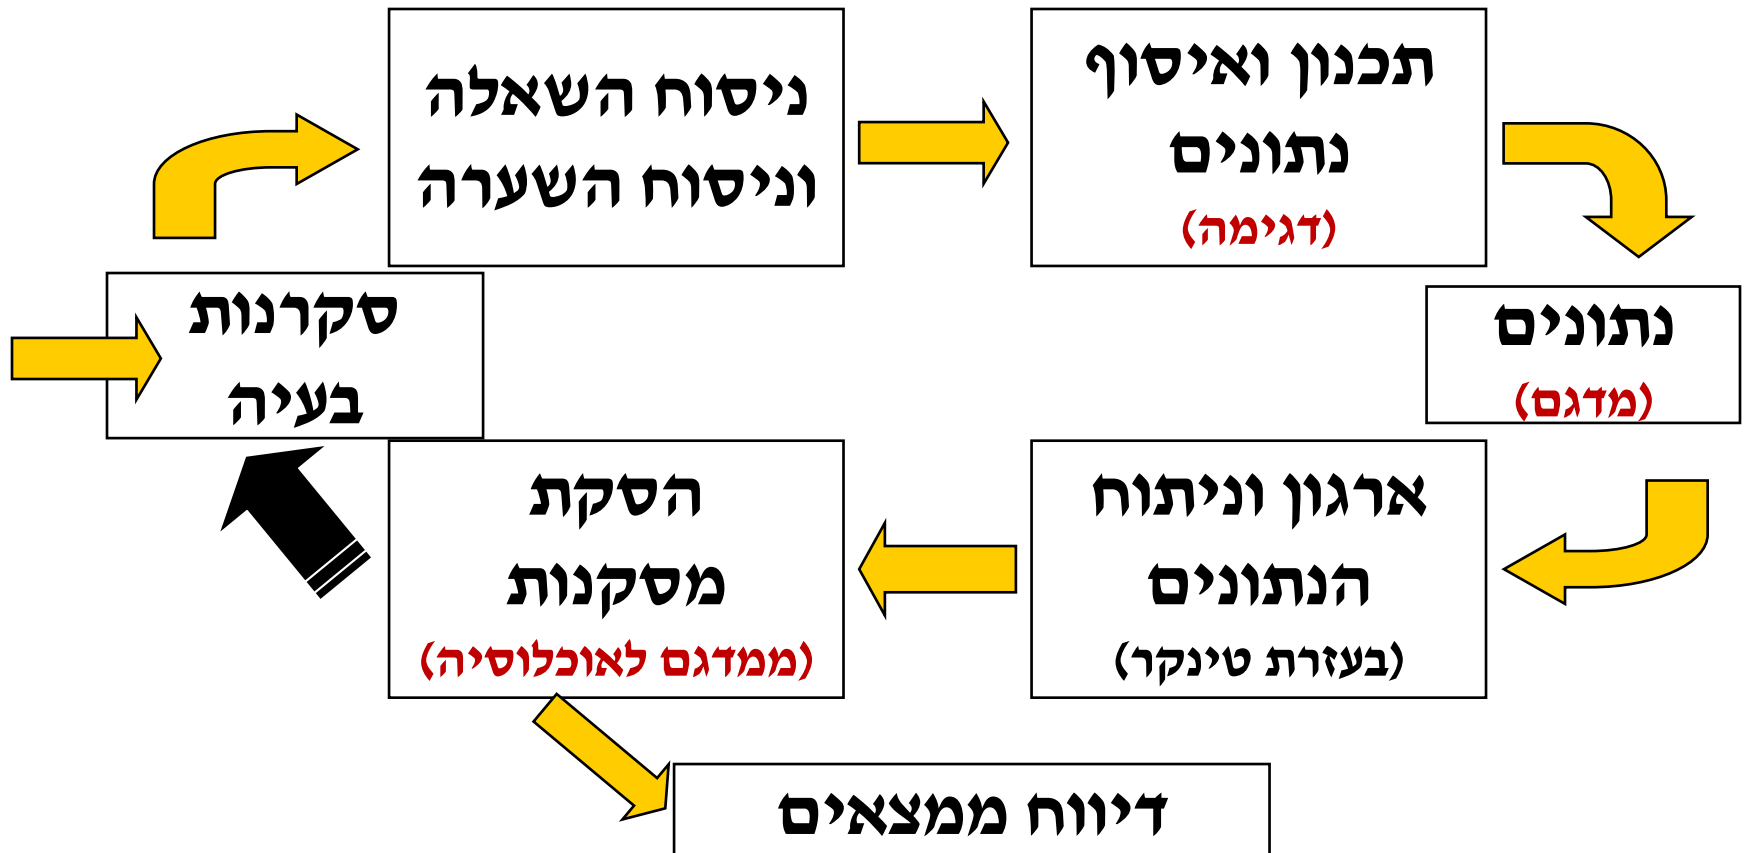 ניסוח השאלה
וניסוח השערה
תכנון ואיסוף
נתונים
(דגימה)
סקרנות
בעיה
נתונים
(מדגם)
הסקת
מסקנות
(ממדגם לאוכלוסיה)
ארגון וניתוח
הנתונים
(בעזרת טינקר)
דיווח ממצאים